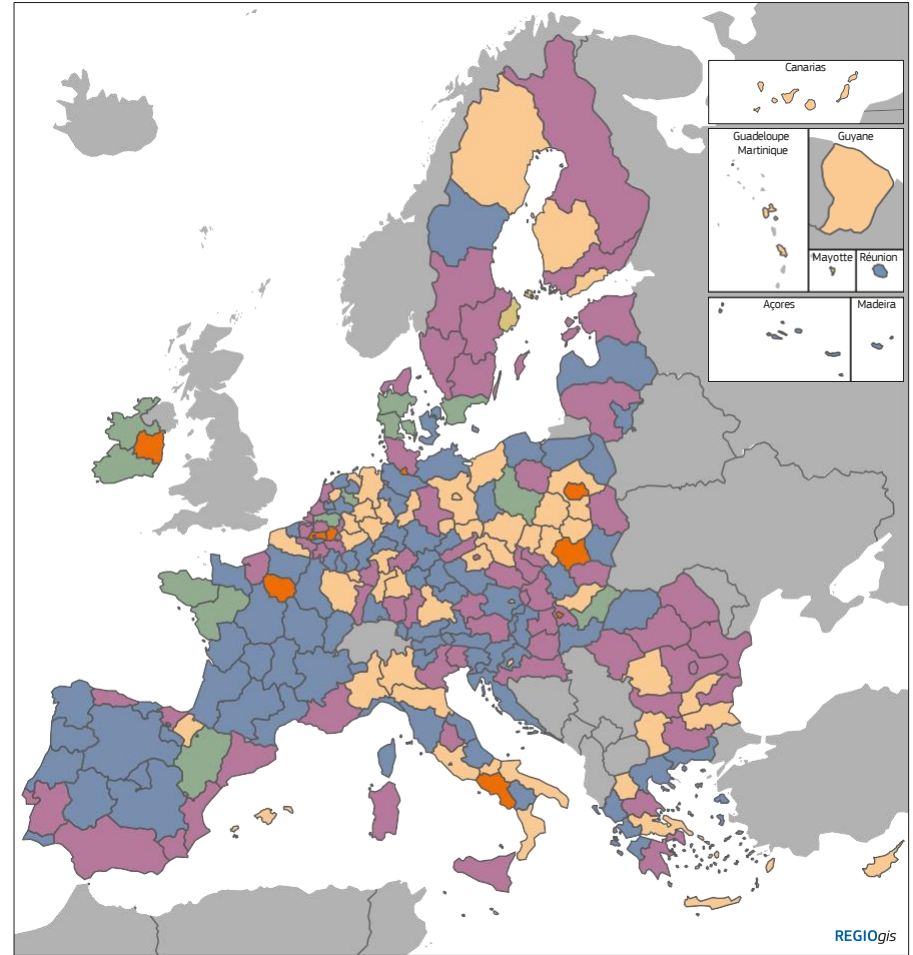 Canarias
Guadeloupe
Martinique
Guyane
Mayotte
Réunion
Açores
Madeira
REGIOgis